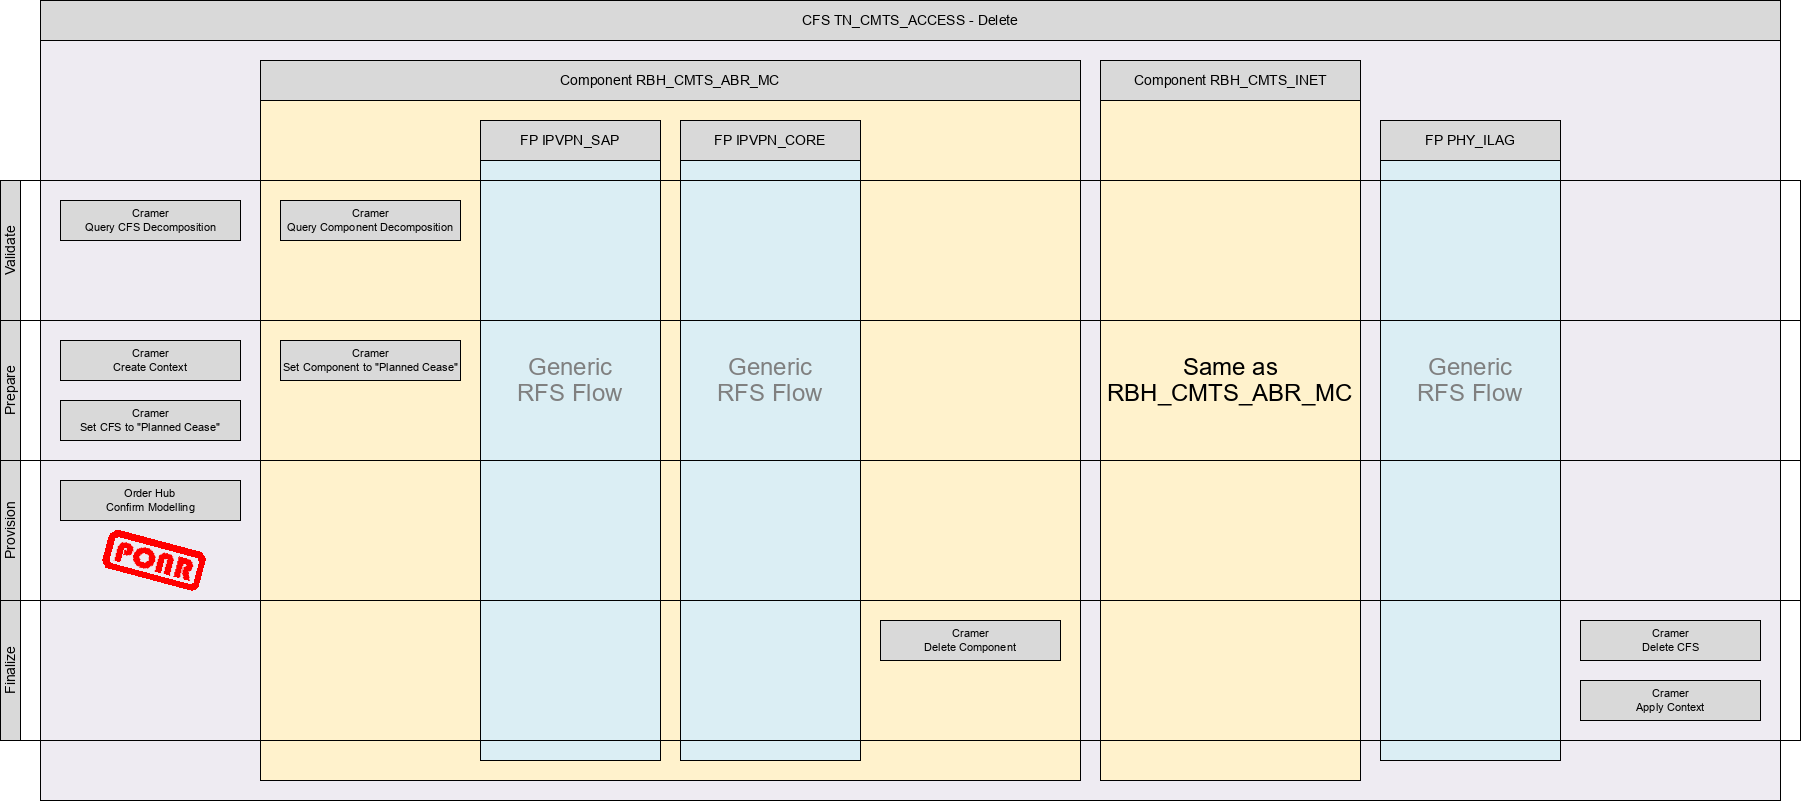 CFS TN_CMTS_ACCESS - Delete
Component RBH_CMTS_ABR_MC
Component RBH_CMTS_INET
FP IPVPN_SAP
FP IPVPN_CORE
FP PHY_ILAG
Validate
Cramer
Query CFS Decomposition
Cramer
Query Component Decomposition
Prepare
Cramer
Create Context
Cramer
Set CFS to "Planned Cease"
Cramer
Set Component to "Planned Cease"
Generic
RFS Flow
Generic
RFS Flow
Same as
RBH_CMTS_ABR_MC
Generic
RFS Flow
Provision
Order Hub
Confirm Modelling
PONR
Finalize
Cramer
Delete Component
Cramer
Delete CFS
Cramer
Apply Context